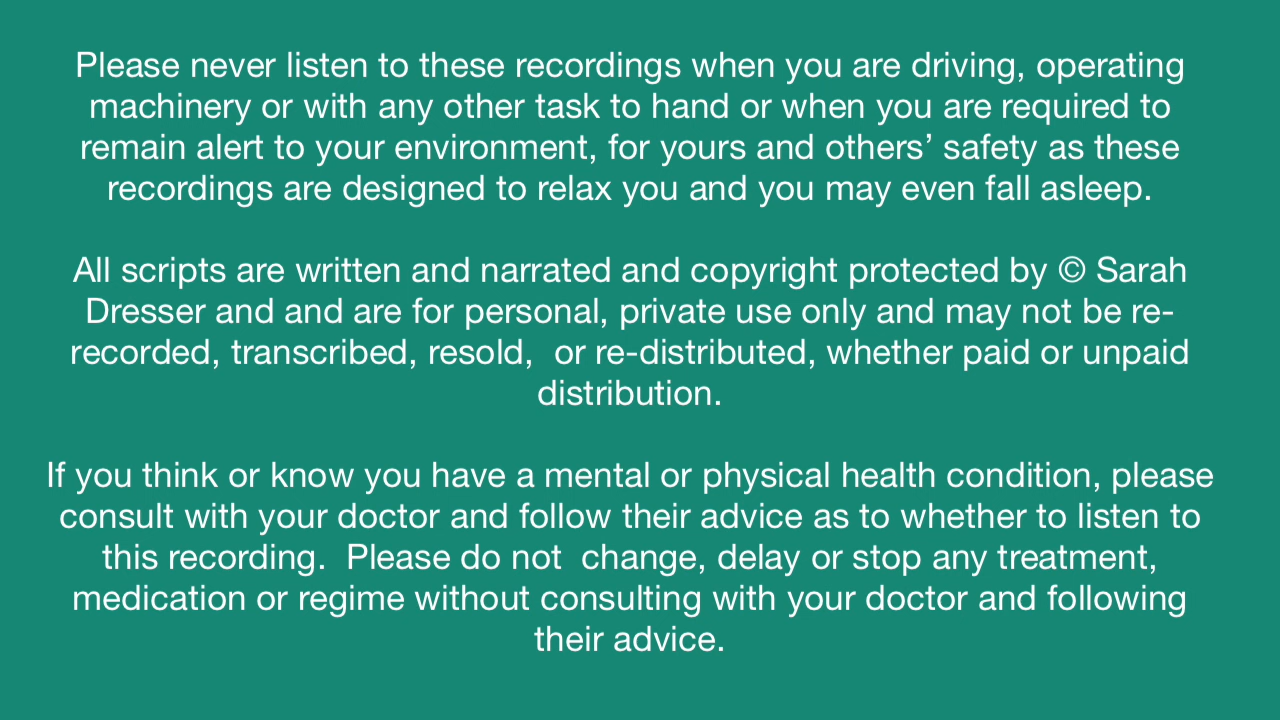 Please never listen to these recordings when you are driving, operating
machinery or with any other task to hand or when you are required to
remain alert to your environment, for yours and others’ safety as these
recordings are designed to relax you and you may even fall asleep.
All scripts are written and narrated and copyright protected by © Sarah
Dresser and and are for personal, private use only and may not be re-
recorded, transcribed, resold,  or re-distributed, whether paid or unpaid
distribution.
If you think or know you have a mental or physical health condition, please
consult with your doctor and follow their advice as to whether to listen to
this recording.  Please do not  change, delay or stop any treatment,
medication or regime without consulting with your doctor and following
their advice.